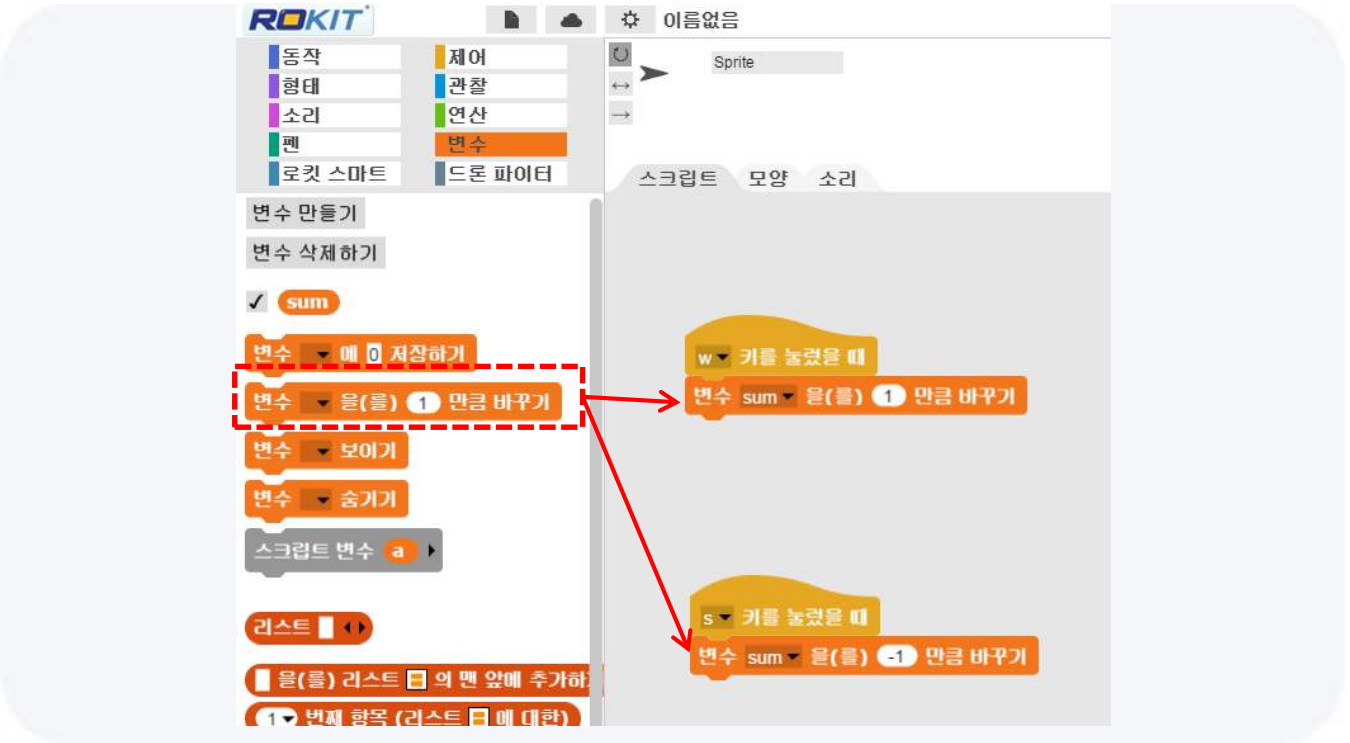 ROKIT
이름없음
동작
제어
형태
관찰
소리
연산
펜
변수
로킷 스마트
드론 파이터
Sprite
스크립트
모양
소리
변수 만들기
변수 삭제하기
sum
변수 에 0 저장하기
변수 을(를) 1 만큼 바꾸기
변수 보이기
변수 숨기기
스크립트 변수 a
리스트
을(를) 리스트 의 맨 앞에 추가하
1 번째 항목 (리스트 에 대한)
w 키를 눌렀을 때
변수 sum 을(를) 1 만큼 바꾸기
s 키를 눌렀을 때
변수 sum 을(를) -1 만큼 바꾸기